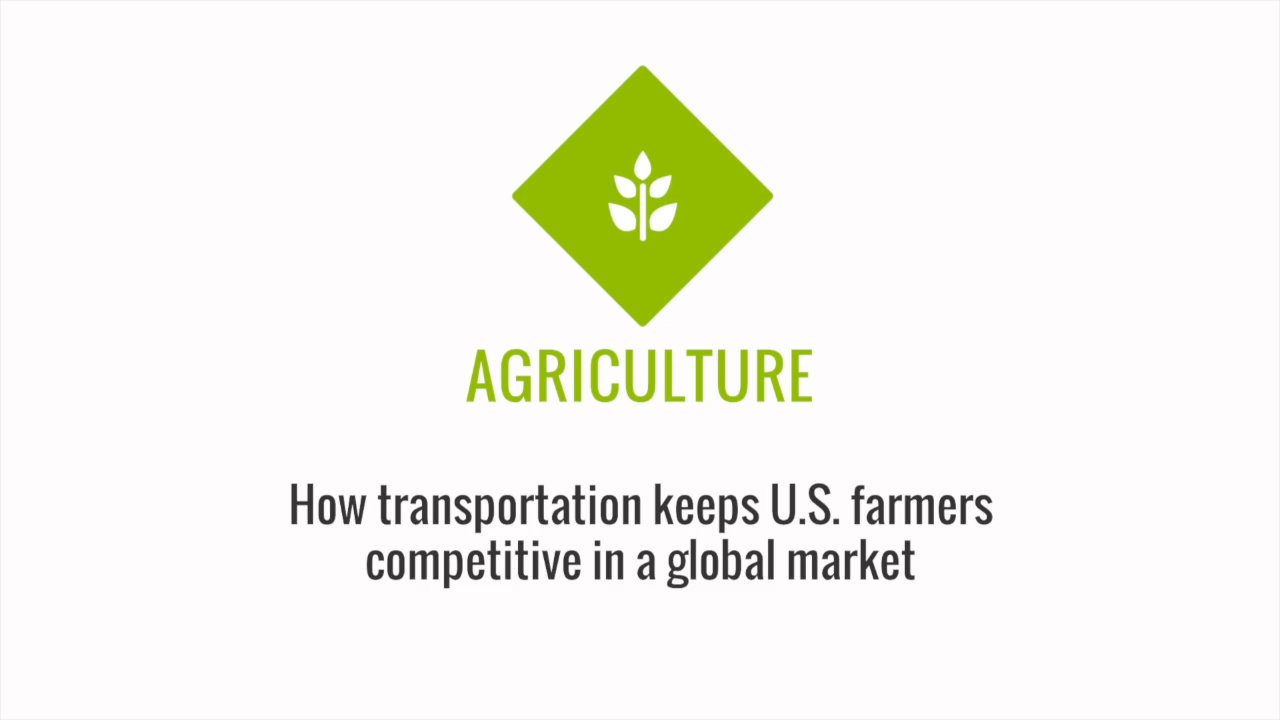 AGRICULTURE
How transportation keeps U.S. farmers
competitive in a global market